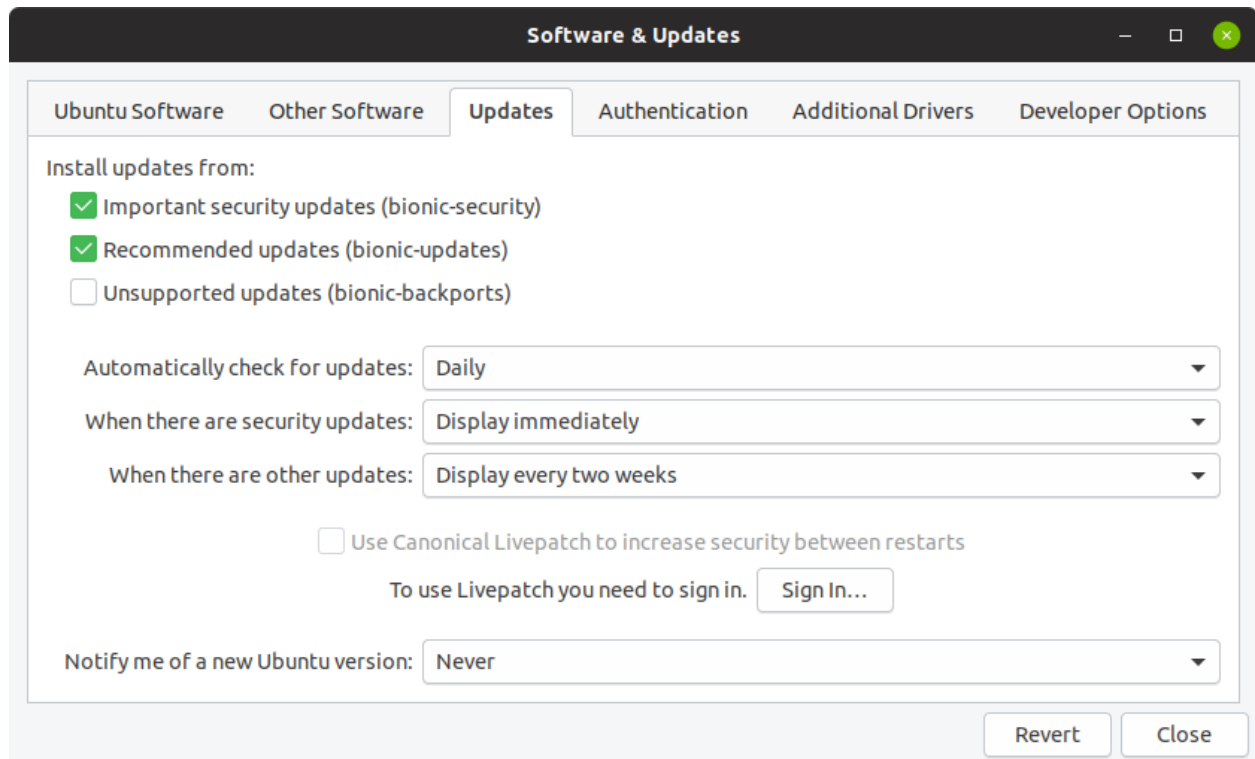 Software & Updates
Ubuntu Software Other Software Updates Authentication Additional Drivers Developer Options
Install updates from:
Important security updates (bionic-security)
Recommended updates (bionic-updates)
Unsupported updates (bionic-backports)
Automatically check for updates: Daily
When there are security updates: Display immediately
When there are other updates: Display every two weeks
Use Canonical Livepatch to increase security between restarts
To use Livepatch you need to sign in. Sign In...
Notify me of a new Ubuntu version: Never
Revert Close